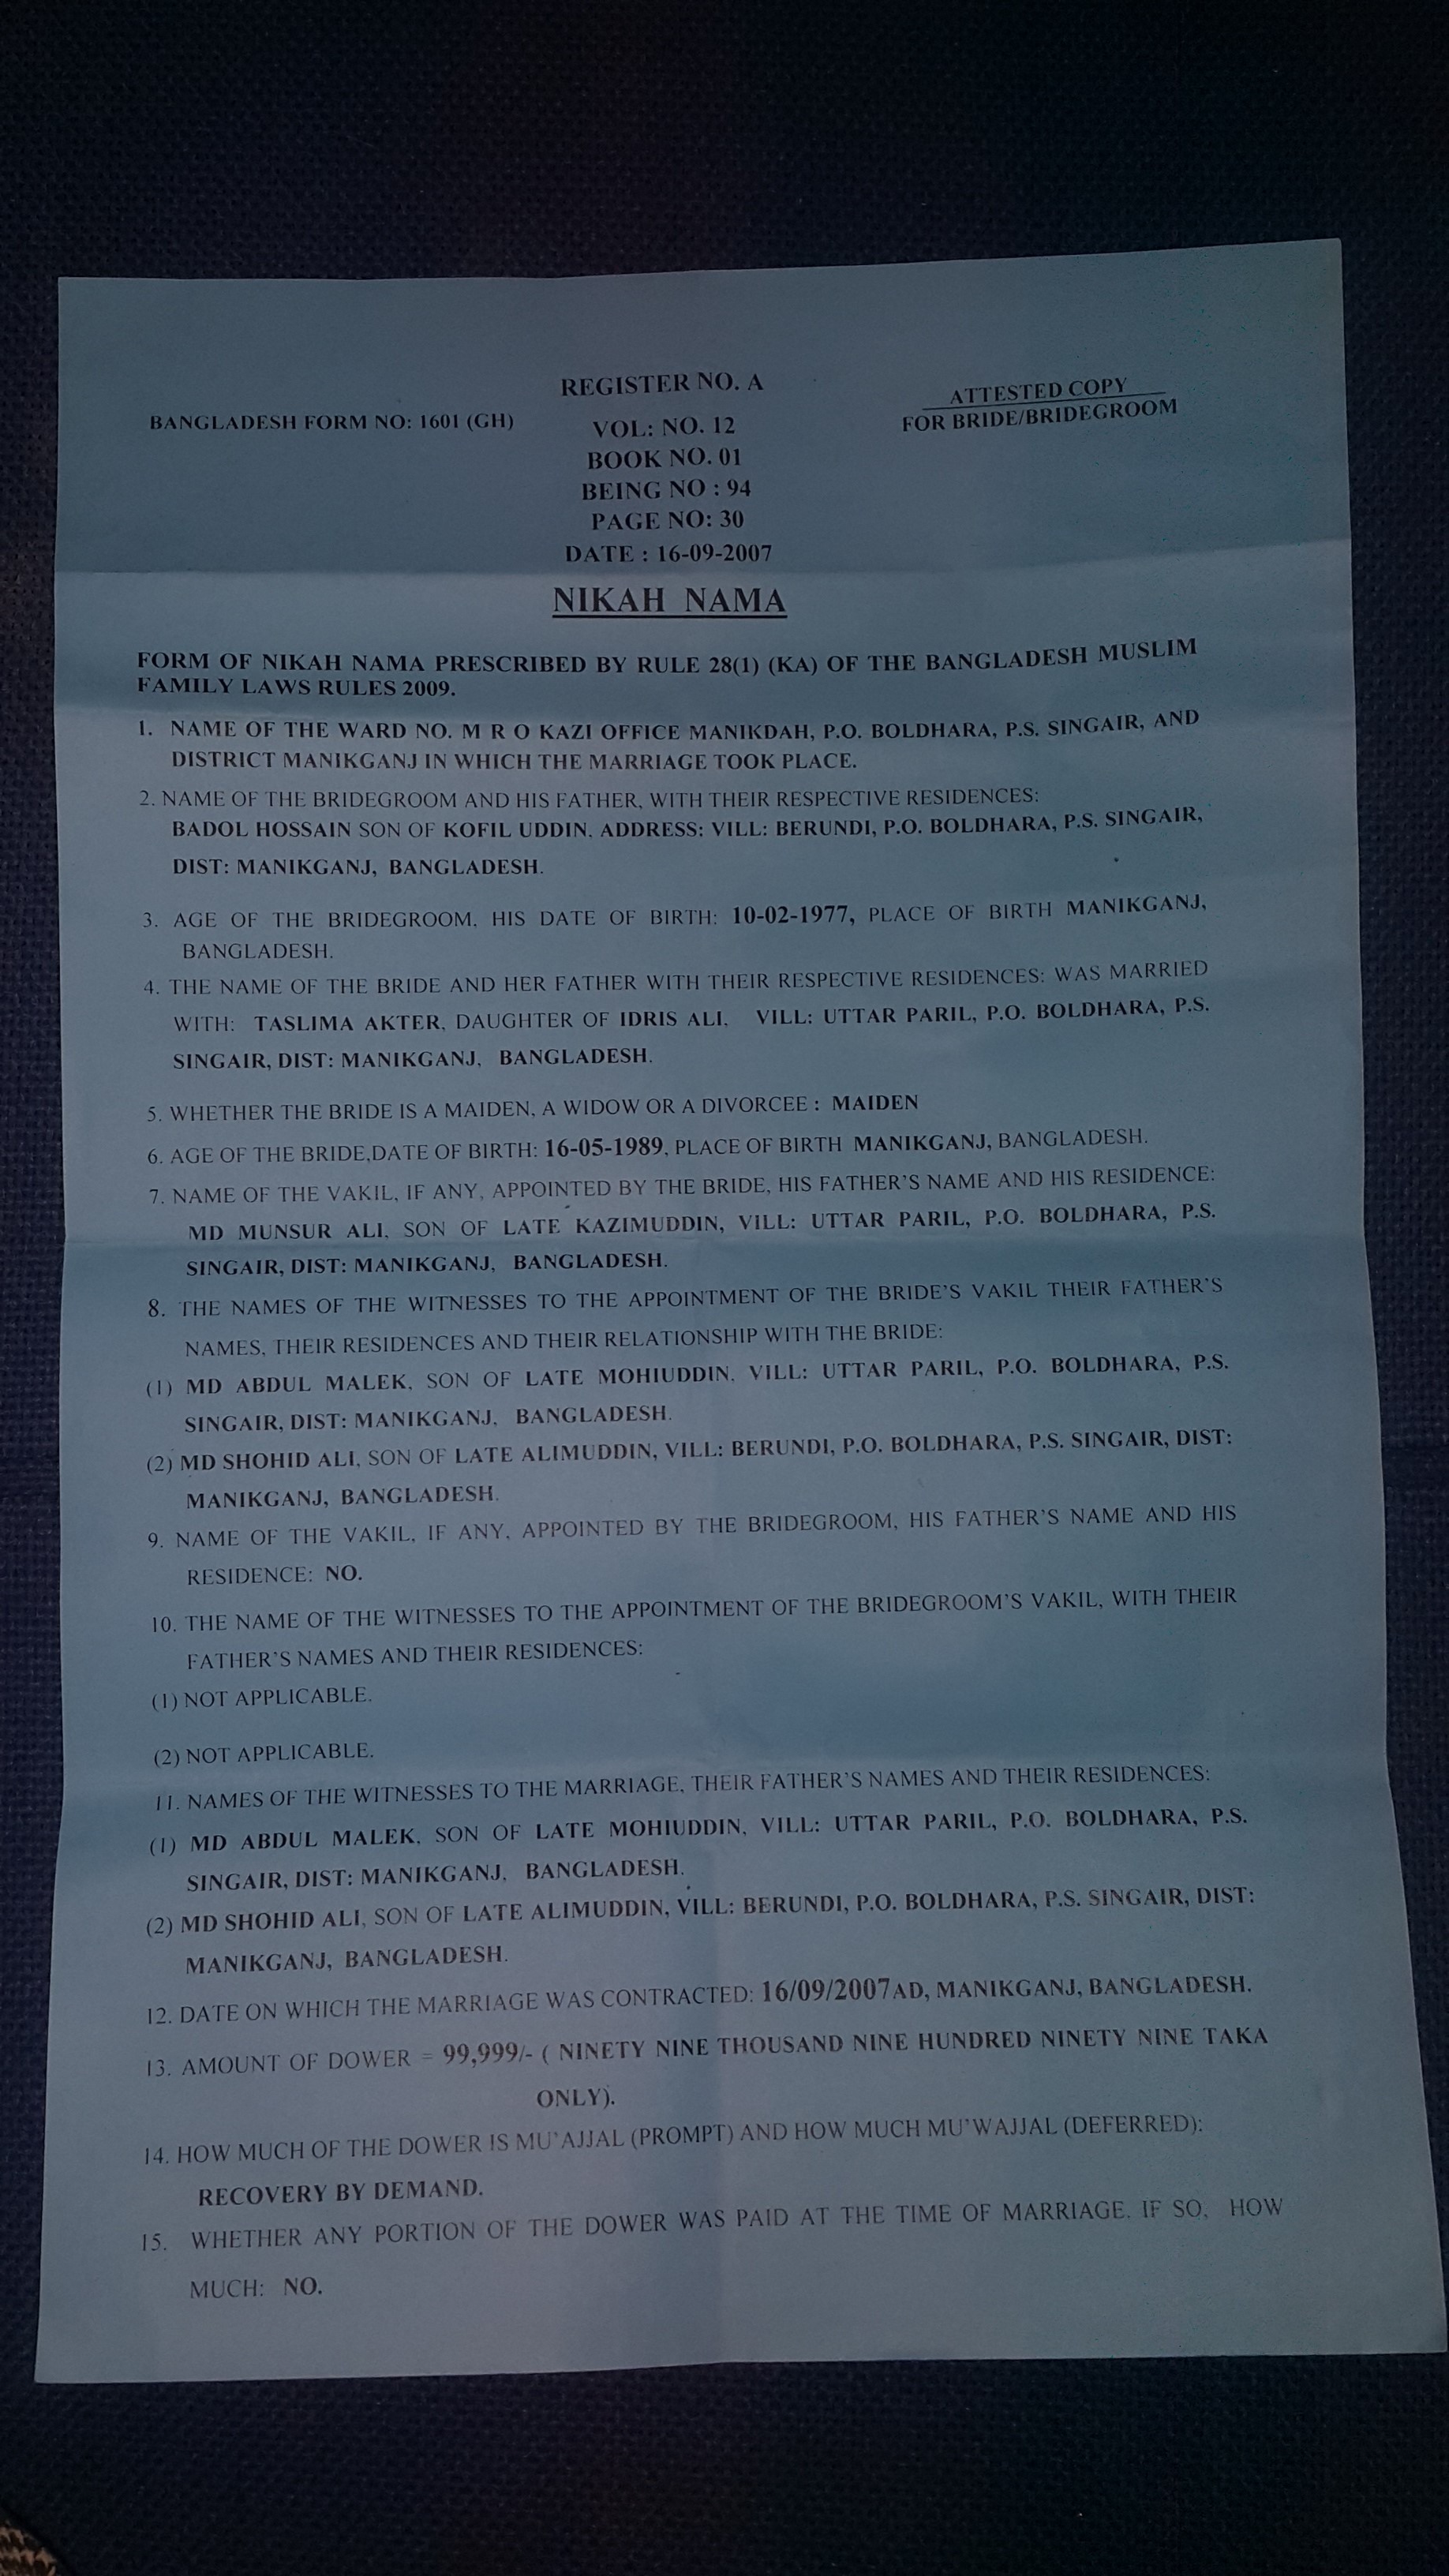 REGISTER NO. A
ATTESTED COPY
BANGLADESH FORM NO: 1601 (GH)
VOL: NO. 12
FOR BRIDE/BRIDEGROOM
BOOK NO. 01
BEING NO : 94
PAGE NO: 30
DATE : 16-09-2007
NIKAH NAMA
FORM OF NIKAH NAMA PRESCRIBED BY RULE 28(1) (KA) OF THE BANGLADESH MUSLIM
FAMILY LAWS RULES 2009.
1. NAME OF THE WARD NO. M R O KAZI OFFICE MANIKDAH, P.O. BOLDHARA, P.S. SINGAIR, AND
DISTRICT MANIKGANJ IN WHICH THE MARRIAGE TOOK PLACE.
2. NAME OF THE BRIDEGROOM AND HIS FATHER, WITH THEIR RESPECTIVE RESIDENCES:
BADOL HOSSAIN SON OF KOFIL UDDIN. ADDRESS: VILL: BERUNDI, P.O. BOLDHARA, P.S. SINGAIR,
DIST: MANIKGANJ, BANGLADESH.
3. AGE OF THE BRIDEGROOM, HIS DATE OF BIRTH: 10-02-1977, PLACE OF BIRTH MANIKGANJ,
BANGLADESH.
4. THE NAME OF THE BRIDE AND HER FATHER WITH THEIR RESPECTIVE RESIDENCES: WAS MARRIED
WITH: TASLIMA AKTER, DAUGHTER OF IDRIS ALI, VILL: UTTAR PARIL, P.O. BOLDHARA, P.S.
SINGAIR, DIST: MANIKGANJ, BANGLADESH.
5. WHETHER THE BRIDE IS A MAIDEN, A WIDOW OR A DIVORCEE : MAIDEN
6. AGE OF THE BRIDE,DATE OF BIRTH: 16-05-1989, PLACE OF BIRTH MANIKGANJ, BANGLADESH.
7. NAME OF THE VAKIL, IF ANY, APPOINTED BY THE BRIDE, HIS FATHER'S NAME AND HIS RESIDENCE:
MD MUNSUR ALI, SON OF LATE KAZIMUDDIN, VILL: UTTAR PARIL, P.O. BOLDHARA, P.S.
SINGAIR, DIST: MANIKGANJ, BANGLADESH.
8. THE NAMES OF THE WITNESSES TO THE APPOINTMENT OF THE BRIDE'S VAKIL THEIR FATHER'S
NAMES, THEIR RESIDENCES AND THEIR RELATIONSHIP WITH THE BRIDE:
(1) MD ABDUL MALEK, SON OF LATE MOHIUDDIN, VILL: UTTAR PARIL, P.O. BOLDHARA, P.S.
SINGAIR, DIST: MANIKGANJ, BANGLADESH.
(2) MD SHOHID ALI, SON OF LATE ALIMUDDIN, VILL: BERUNDI, P.O. BOLDHARA, P.S. SINGAIR, DIST:
MANIKGANJ, BANGLADESH.
9. NAME OF THE VAKIL, IF ANY, APPOINTED BY THE BRIDEGROOM, HIS FATHER'S NAME AND HIS
RESIDENCE: NO.
10. THE NAME OF THE WITNESSES TO THE APPOINTMENT OF THE BRIDEGROOM'S VAKIL, WITH THEIR
FATHER'S NAMES AND THEIR RESIDENCES:
(1) NOT APPLICABLE.
(2) NOT APPLICABLE.
11. NAMES OF THE WITNESSES TO THE MARRIAGE, THEIR FATHER'S NAMES AND THEIR RESIDENCES:
(1) MD ABDUL MALEK, SON OF LATE MOHIUDDIN, VILL: UTTAR PARIL, P.O. BOLDHARA, P.S.
SINGAIR, DIST: MANIKGANJ, BANGLADESH.
(2) MD SHOHID ALI, SON OF LATE ALIMUDDIN, VILL: BERUNDI, P.O. BOLDHARA, P.S. SINGAIR, DIST:
MANIKGANJ, BANGLADESH.
12. DATE ON WHICH THE MARRIAGE WAS CONTRACTED: 16/09/2007AD, MANIKGANJ, BANGLADESH.
13. AMOUNT OF DOWER = 99,999/- ( NINETY NINE THOUSAND NINE HUNDRED NINETY NINE TAKA
ONLY).
14. HOW MUCH OF THE DOWER IS MU'AJJAL (PROMPT) AND HOW MUCH MU'WAJJAL (DEFERRED):
RECOVERY BY DEMAND.
15. WHETHER ANY PORTION OF THE DOWER WAS PAID AT THE TIME OF MARRIAGE. IF SO, HOW
MUCH: NO.